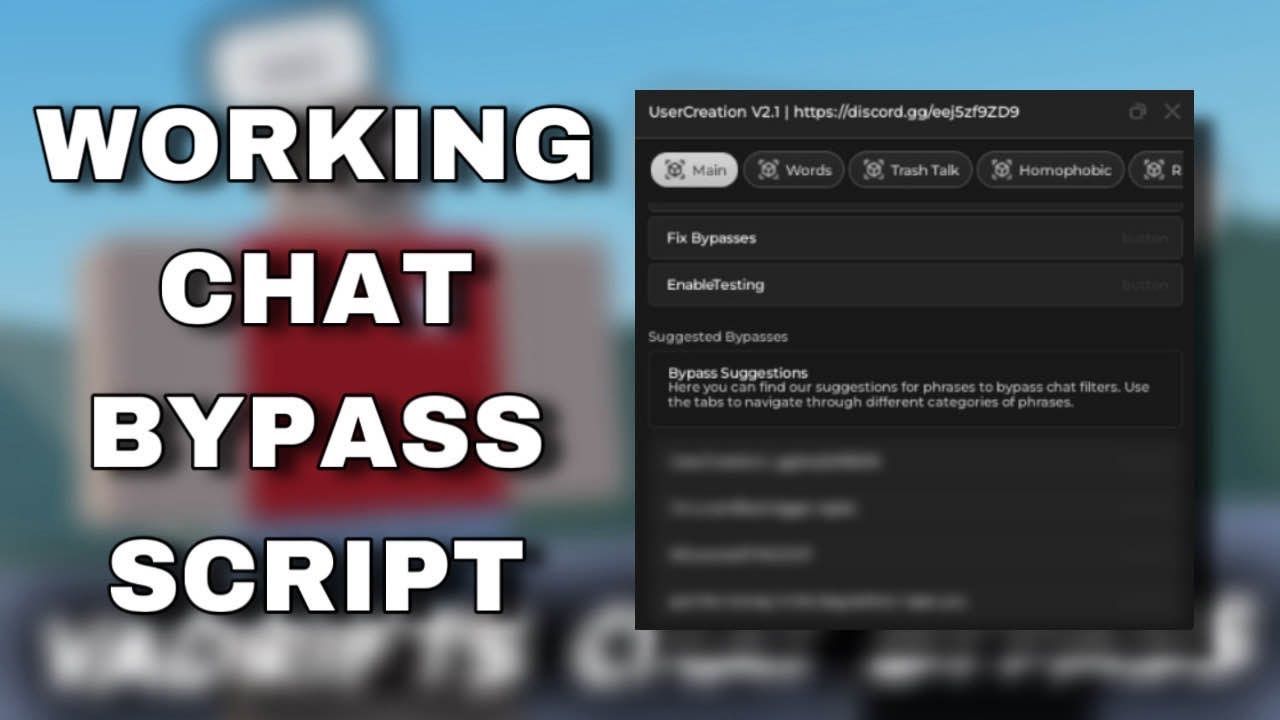 WORKING
CHAT
BYPASS
SCRIPT
UserCreation V2.1 | https://discord.gg/eej5zf9ZD9
Main
Words
Trash Talk
Homophobic
R
Fix Bypasses
button
EnableTesting
button
Suggested Bypasses
Bypass Suggestions
Here you can find our suggestions for phrases to bypass chat filters. Use
the tabs to navigate through different categories of phrases.